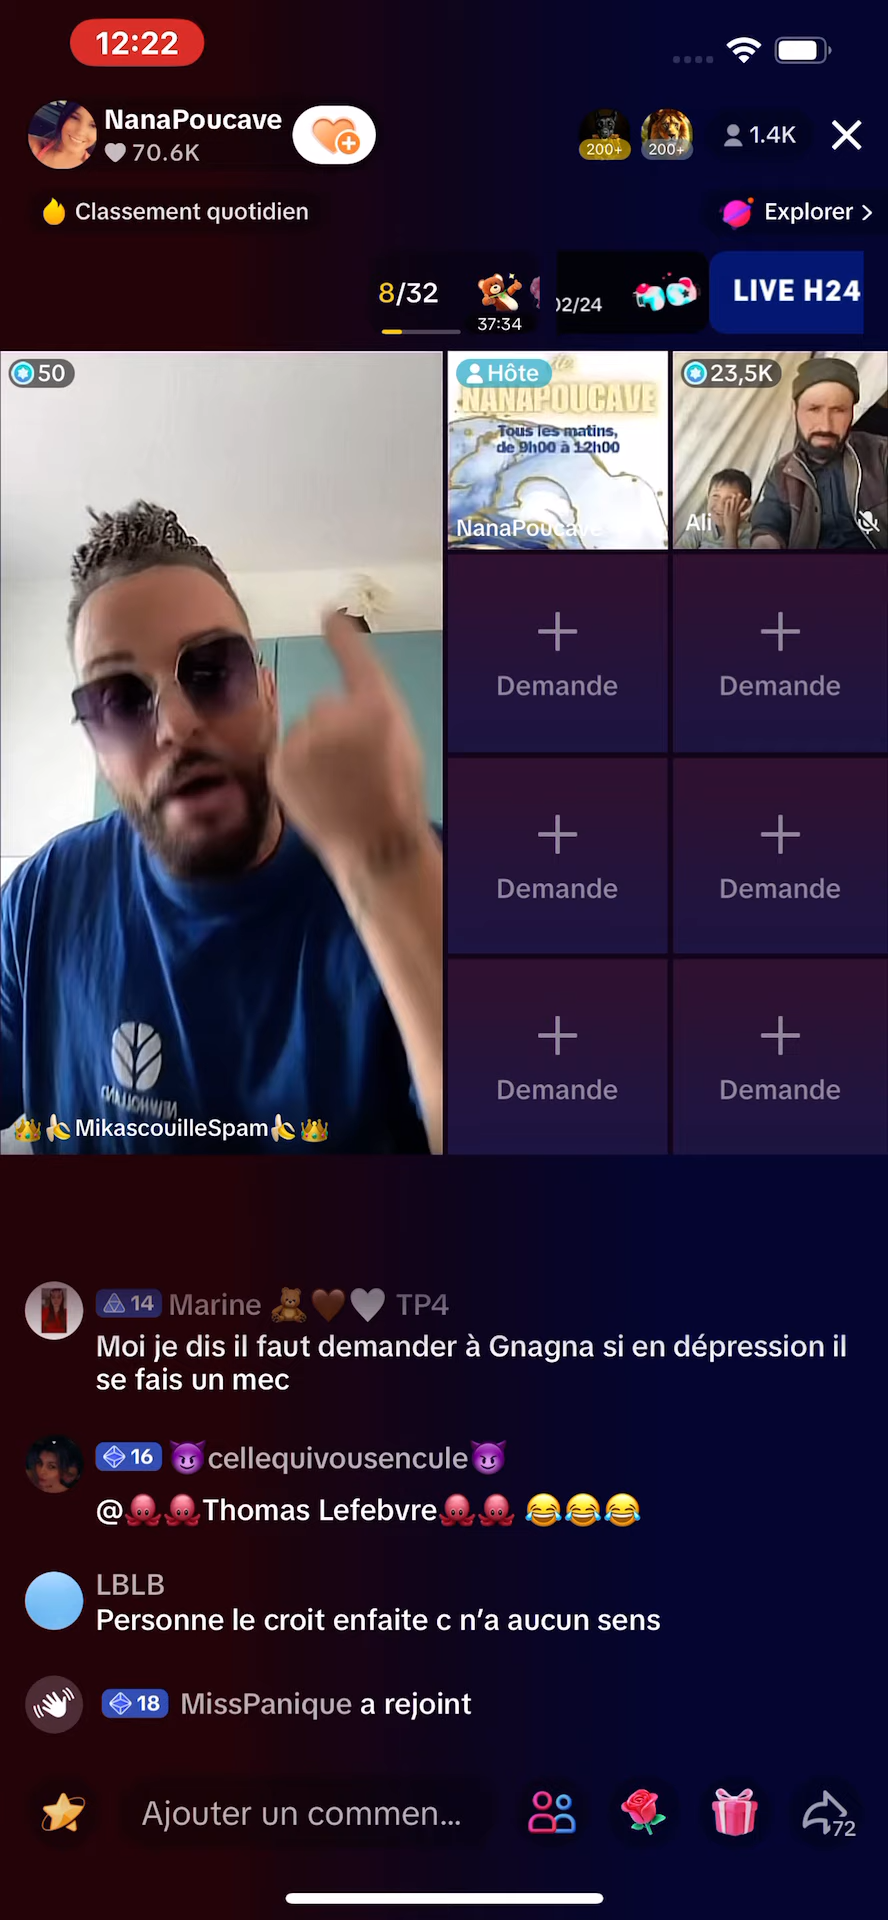 12:22
NanaPoucave
70.6K
200+
200+
1.4K
Classement quotidien
Explorer
8/32
37:34
02/24
LIVE H24
50
Hôte
23,5K
NANAPOUCAVE
Tous les matins,
de 9h00 à 12h00
NanaPoucave
Ali
Demande
Demande
Demande
Demande
Demande
Demande
NEW HOLLAND
👑🍌MikascouilleSpam🍌👑
14 Marine 🧸🤎🤍 TP4
Moi je dis il faut demander à Gnagna si en dépression il
se fais un mec
16 😈cellequivousencule😈
@🐙🐙Thomas Lefebvre🐙🐙 😂😂😂
LBLB
Personne le croit enfaite c n’a aucun sens
18 MissPanique a rejoint
Ajouter un commen...
72